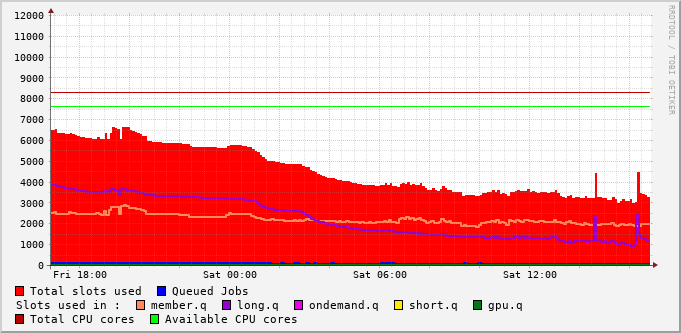 12000
11000
10000
9000
8000
7000
6000
5000
4000
3000
2000
1000
0
Fri 18:00 Sat 00:00 Sat 06:00 Sat 12:00
Total slots used Queued Jobs
Slots used in : member.q long.q ondemand.q short.q gpu.q
Total CPU cores Available CPU cores
RRDTOOL / TOBI OETIKER